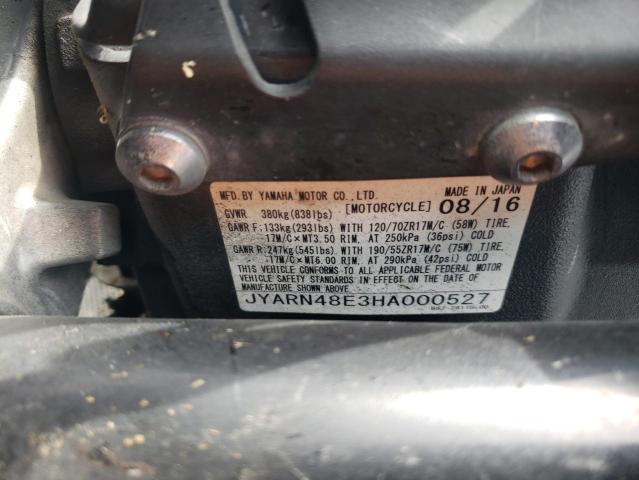 MFD. BY YAMAHA MOTOR CO., LTD. MADE IN JAPAN
GVWR 380kg(838lbs) [MOTORCYCLE] 08/16
GAWR F: 133kg(293lbs) WITH 120/70ZR17M/C (58W) TIRE,
17M/C×MT3.50 RIM, AT 250kPa (36psi) COLD
GAWR R: 247kg(545lbs) WITH 190/55ZR17M/C (75W) TIRE,
17M/C×MT6.00 RIM, AT 290kPa (42psi) COLD
THIS VEHICLE CONFORMS TO ALL APPLICABLE FEDERAL MOTOR
VEHICLE SAFETY STANDARDS IN EFFECT ON THE DATE OF
MANUFACTURE SHOWN ABOVE.
JYARN48E3HA000527